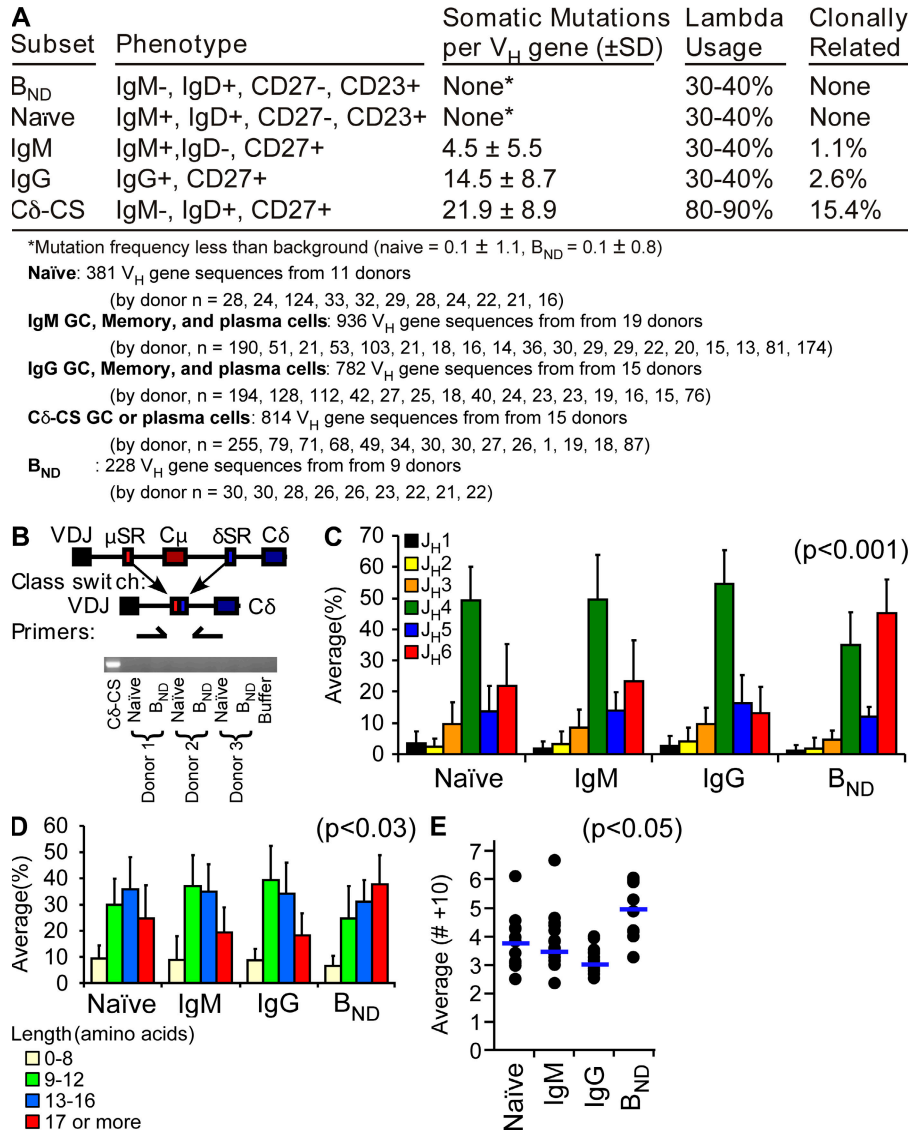 A
Somatic Mutations Lambda Clonally
Subset Phenotype per VH gene (±SD) Usage Related
BND IgM-, IgD+, CD27-, CD23+ None* 30-40% None
Naïve IgM+, IgD+, CD27-, CD23+ None* 30-40% None
IgM IgM+,IgD-, CD27+ 4.5 ± 5.5 30-40% 1.1%
IgG IgG+, CD27+ 14.5 ± 8.7 30-40% 2.6%
Cδ-CS IgM-, IgD+, CD27+ 21.9 ± 8.9 80-90% 15.4%
*Mutation frequency less than background (naive = 0.1 ± 1.1, BND = 0.1 ± 0.8)
Naïve: 381 VH gene sequences from 11 donors
(by donor n = 28, 24, 124, 33, 32, 29, 28, 24, 22, 21, 16)
IgM GC, Memory, and plasma cells: 936 VH gene sequences from from 19 donors
(by donor, n = 190, 51, 21, 53, 103, 21, 18, 16, 14, 36, 30, 29, 29, 22, 20, 15, 13, 81, 174)
IgG GC, Memory, and plasma cells: 782 VH gene sequences from from 15 donors
(by donor, n = 194, 128, 112, 42, 27, 25, 18, 40, 24, 23, 23, 19, 16, 15, 76)
Cδ-CS GC or plasma cells: 814 VH gene sequences from from 15 donors
(by donor, n = 255, 79, 71, 68, 49, 34, 30, 30, 27, 26, 1, 19, 18, 87)
BND : 228 VH gene sequences from from 9 donors
(by donor n = 30, 30, 28, 26, 26, 23, 22, 21, 22)
B
VDJ µSR Cµ δSR Cδ
Class switch:
VDJ Cδ
Primers:
Cδ-CS
Naïve
BND
Naïve
BND
Naïve
BND
Buffer
Donor 1
Donor 2
Donor 3
C
(p<0.001)
Average(%)
70
60
50
40
30
20
10
0
JH1
JH2
JH3
JH4
JH5
JH6
Naïve IgM IgG BND
D
(p<0.03)
Average(%)
60
50
40
30
20
10
0
Naïve IgM IgG BND
Length (amino acids)
0-8
9-12
13-16
17 or more
E
(p<0.05)
Average (# +10)
7
6
5
4
3
2
1
0
Naïve
IgM
IgG
BND